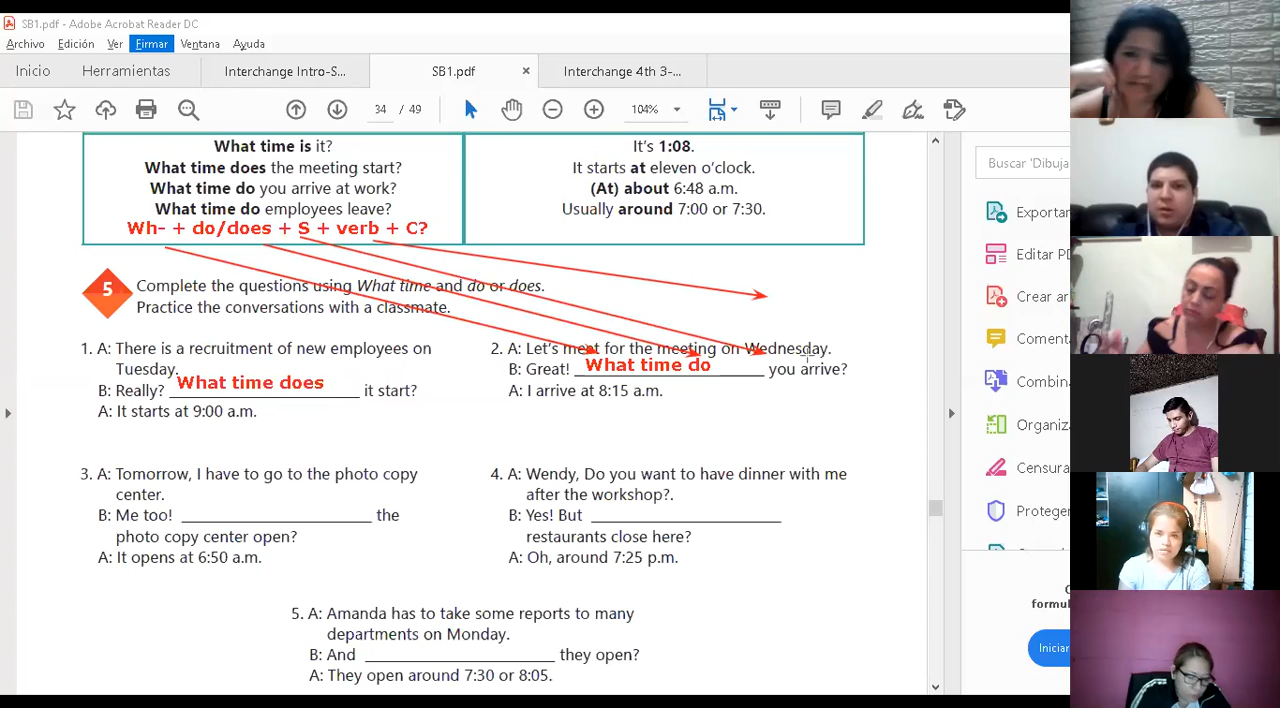 SB1.pdf - Adobe Acrobat Reader DC
Archivo Edición Ver Firmar Ventana Ayuda
Inicio Herramientas Interchange Intro-S... SB1.pdf × Interchange 4th 3-...
34 / 49 104%
What time is it? It's 1:08.
What time does the meeting start? It starts at eleven o'clock.
What time do you arrive at work? (At) about 6:48 a.m.
What time do employees leave? Usually around 7:00 or 7:30.
Wh- + do/does + S + verb + C?
5 Complete the questions using What time and do or does.
Practice the conversations with a classmate.
1. A: There is a recruitment of new employees on
Tuesday.
B: Really? What time does it start?
A: It starts at 9:00 a.m.
2. A: Let's meet for the meeting on Wednesday.
B: Great! What time do you arrive?
A: I arrive at 8:15 a.m.
3. A: Tomorrow, I have to go to the photo copy
center.
B: Me too! ____________________ the
photo copy center open?
A: It opens at 6:50 a.m.
4. A: Wendy, Do you want to have dinner with me
after the workshop?.
B: Yes! But ____________________
restaurants close here?
A: Oh, around 7:25 p.m.
5. A: Amanda has to take some reports to many
departments on Monday.
B: And ____________________ they open?
A: They open around 7:30 or 8:05.
Buscar 'Dibuja
Exportar
Editar PD
Crear ar
Comenta
Combin
Organiz
Censura
Proteger
formul
Iniciar